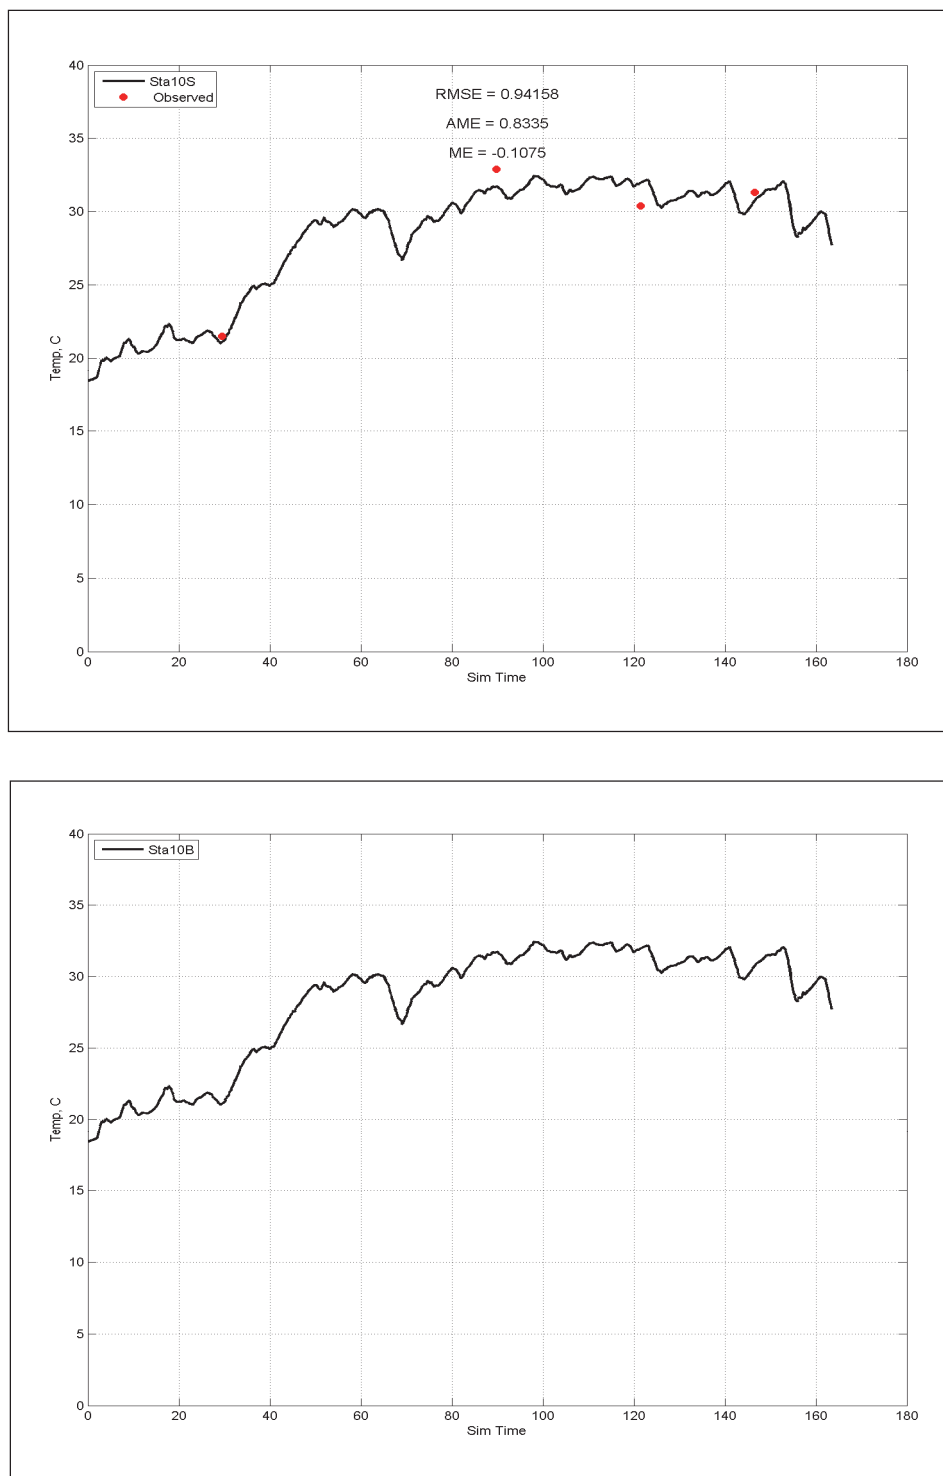 40
Sta10S
Observed
RMSE = 0.94158
AME = 0.8335
ME = -0.1075
35
30
25
20
15
10
5
0
Temp, C
0 20 40 60 80 100 120 140 160 180
Sim Time
40
Sta10B
35
30
25
20
15
10
5
0
Temp, C
0 20 40 60 80 100 120 140 160 180
Sim Time